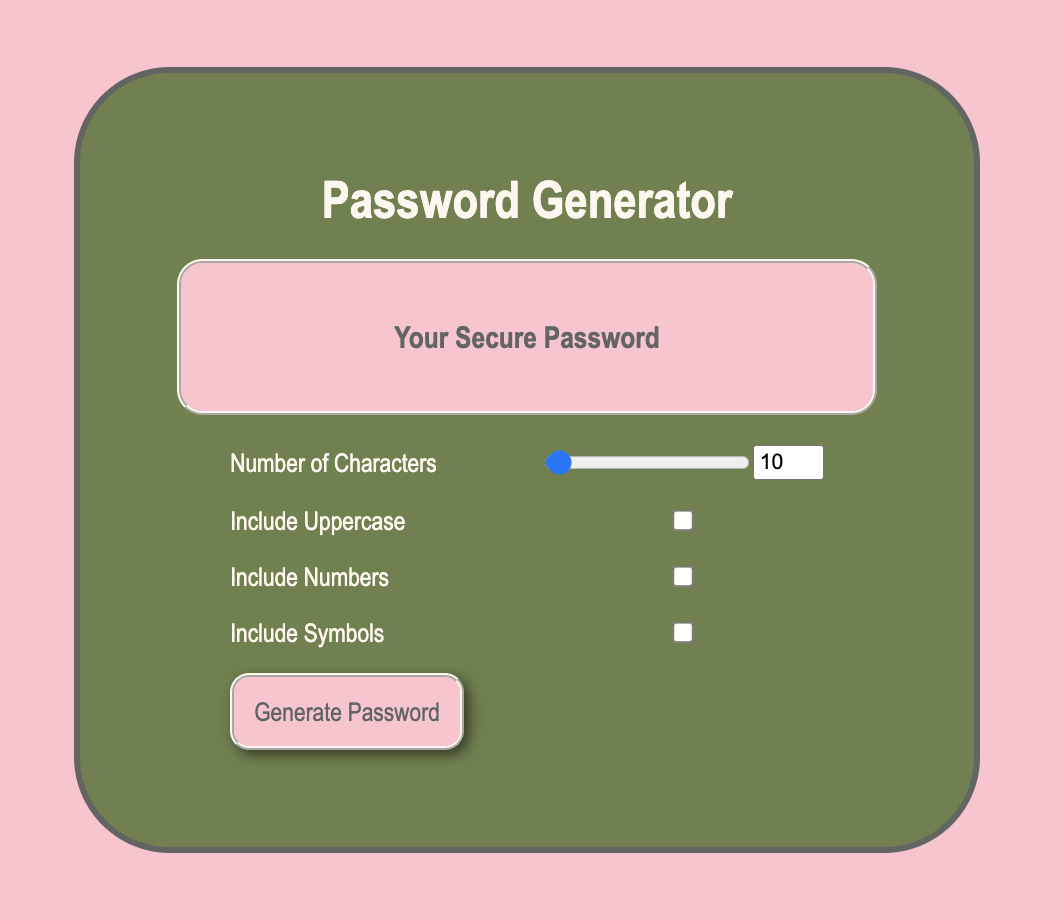 Password Generator
Your Secure Password
Number of Characters 10
Include Uppercase
Include Numbers
Include Symbols
Generate Password